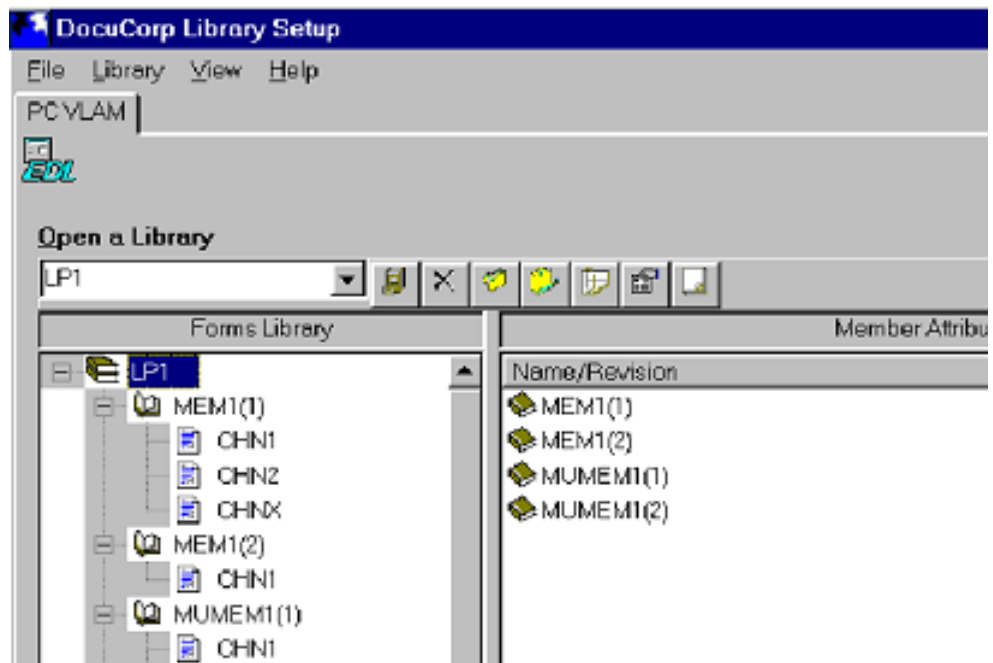 DocuCorp Library Setup
File Library View Help
PC VLAM
EDL
Open a Library
LP1
Forms Library Member Attribu
LP1 Name/Revision
MEM1(1) MEM1(1)
CHN1 MEM1(2)
CHN2 MUMEM1(1)
CHNX MUMEM1(2)
MEM1(2)
CHN1
MUMEM1(1)
CHN1